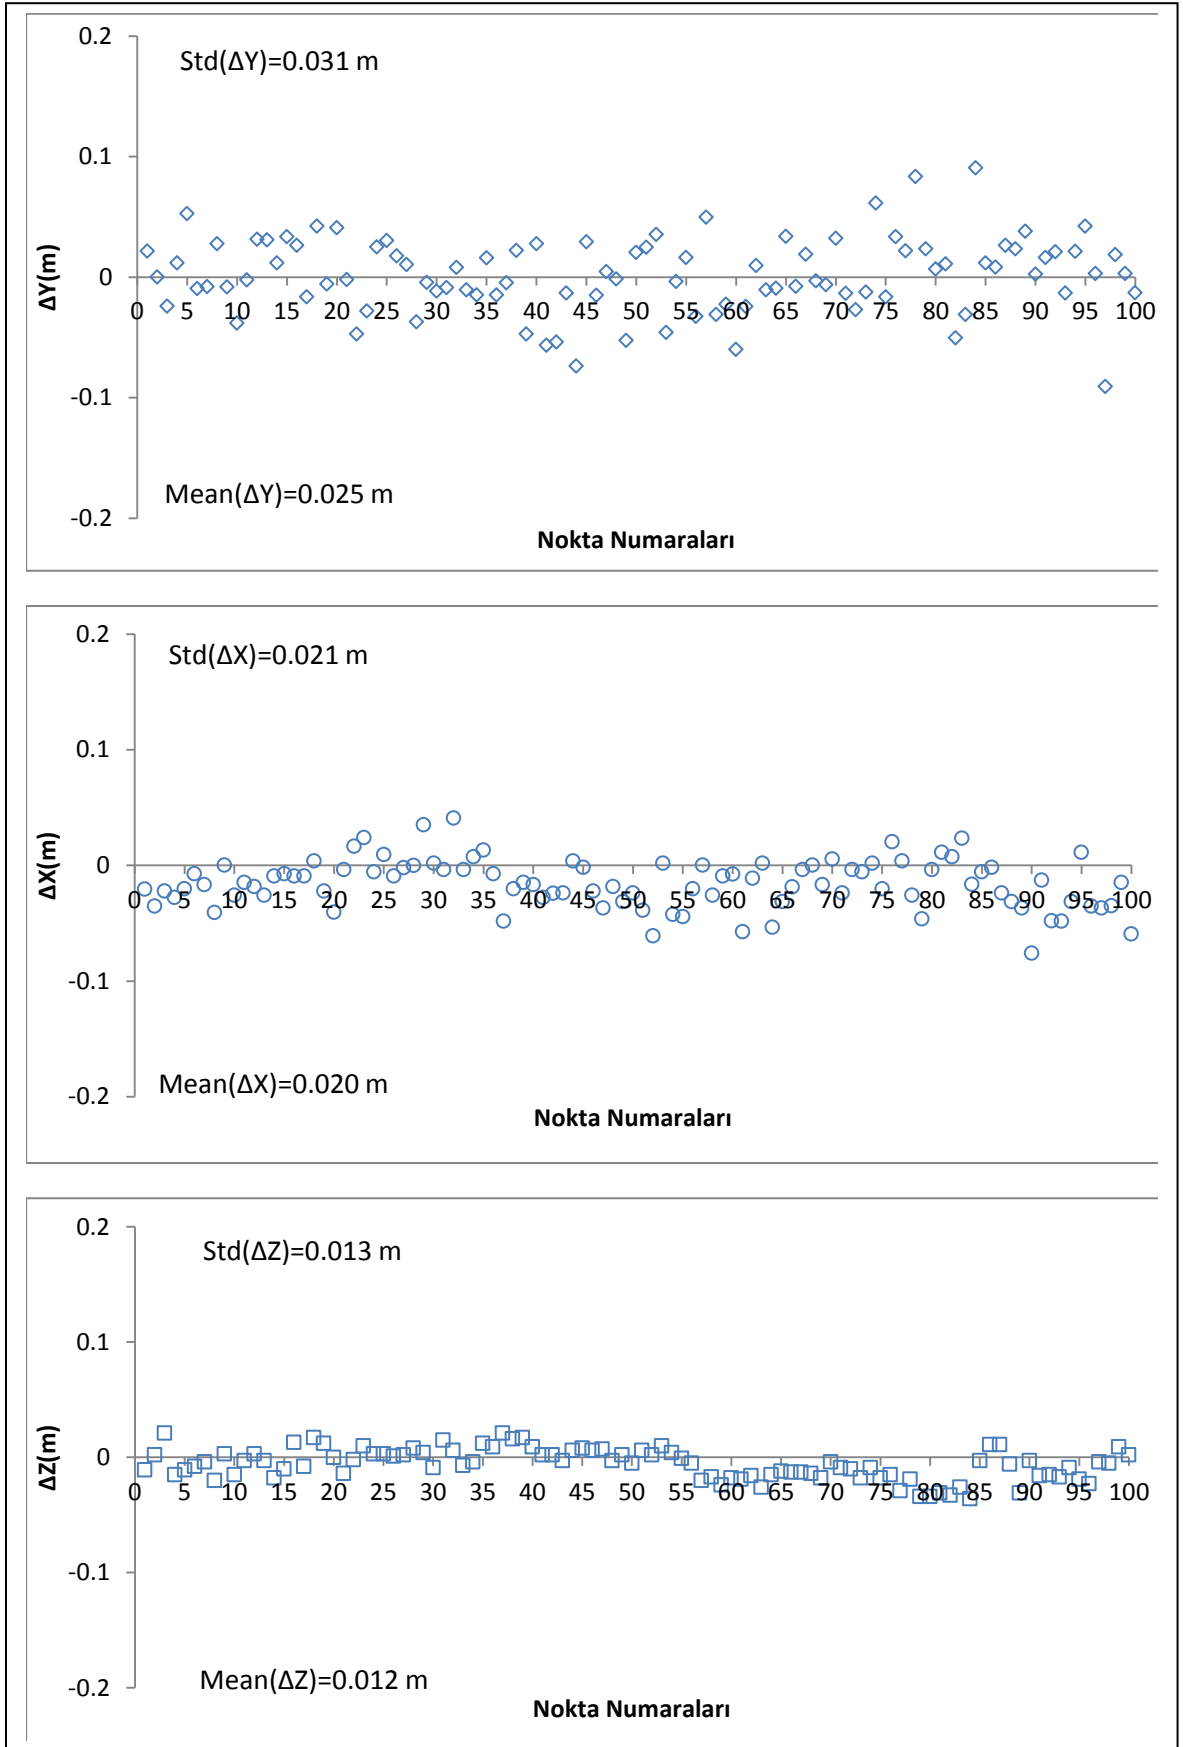 0.2
Std(ΔY)=0.031 m
0.1
0
0 5 10 15 20 25 30 35 40 45 50 55 60 65 70 75 80 85 90 95 100
ΔY(m)
-0.1
Mean(ΔY)=0.025 m
-0.2
Nokta Numaraları
0.2
Std(ΔX)=0.021 m
0.1
0
0 5 10 15 20 25 30 35 40 45 50 55 60 65 70 75 80 85 90 95 100
ΔX(m)
-0.1
Mean(ΔX)=0.020 m
-0.2
Nokta Numaraları
0.2
Std(ΔZ)=0.013 m
0.1
0
0 5 10 15 20 25 30 35 40 45 50 55 60 65 70 75 80 85 90 95 100
ΔZ(m)
-0.1
Mean(ΔZ)=0.012 m
-0.2
Nokta Numaraları